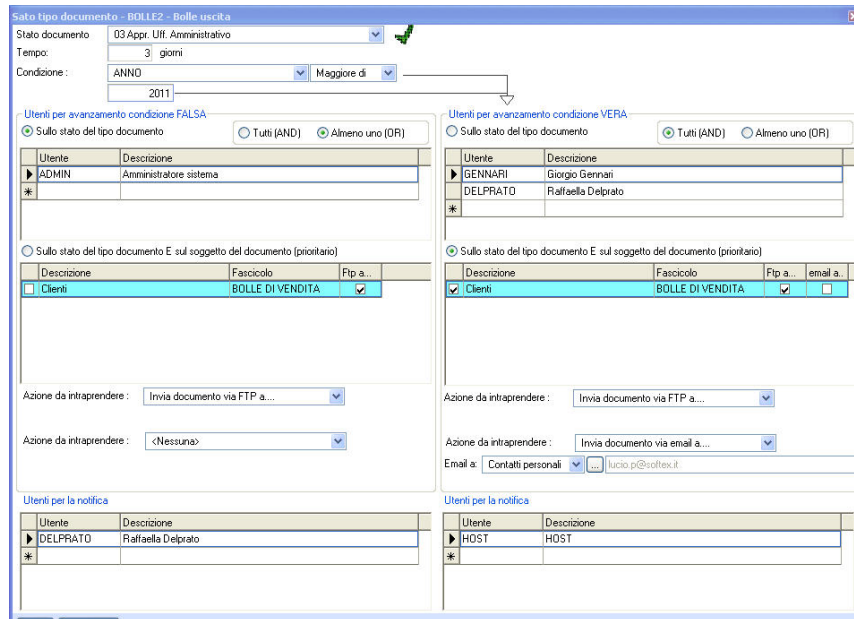 Sato tipo documento - BOLLE2 - Bolle uscita
Stato documento 03 Appr. Uff. Amministrativo
Tempo: 3 giorni
Condizione : ANNO Maggiore di
2011
Utenti per avanzamento condizione FALSA
Sullo stato del tipo documento Tutti (AND) Almeno uno (OR)
Utente Descrizione
ADMIN Amministratore sistema
Sullo stato del tipo documento E sul soggetto del documento (prioritario)
Descrizione Fascicolo Ftp a...
Clienti BOLLE DI VENDITA
Azione da intraprendere : Invia documento via FTP a....
Azione da intraprendere : <Nessuna>
Utenti per la notifica
Utente Descrizione
DELPRATO Raffaella Delprato
Utenti per avanzamento condizione VERA
Sullo stato del tipo documento Tutti (AND) Almeno uno (OR)
Utente Descrizione
GENNARI Giorgio Gennari
DELPRATO Raffaella Delprato
Sullo stato del tipo documento E sul soggetto del documento (prioritario)
Descrizione Fascicolo Ftp a... email a..
Clienti BOLLE DI VENDITA
Azione da intraprendere : Invia documento via FTP a....
Azione da intraprendere : Invia documento via email a....
Email a: Contatti personali ... lucio.p@softex.it
Utenti per la notifica
Utente Descrizione
HOST HOST